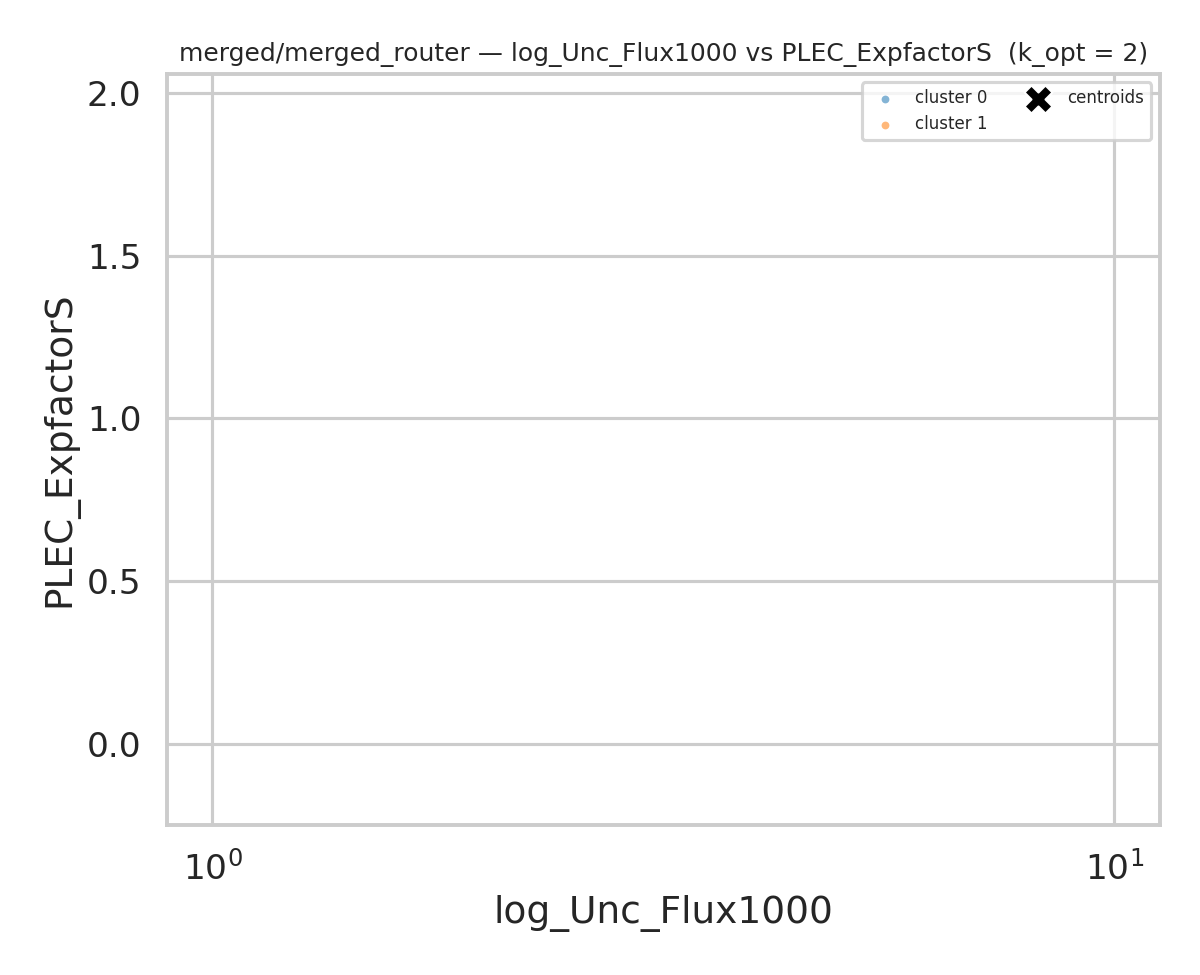 merged/merged_router — log_Unc_Flux1000 vs PLEC_ExpfactorS (k_opt = 2)
cluster 0
cluster 1
centroids
PLEC_ExpfactorS
2.0
1.5
1.0
0.5
0.0
10⁰
10¹
log_Unc_Flux1000